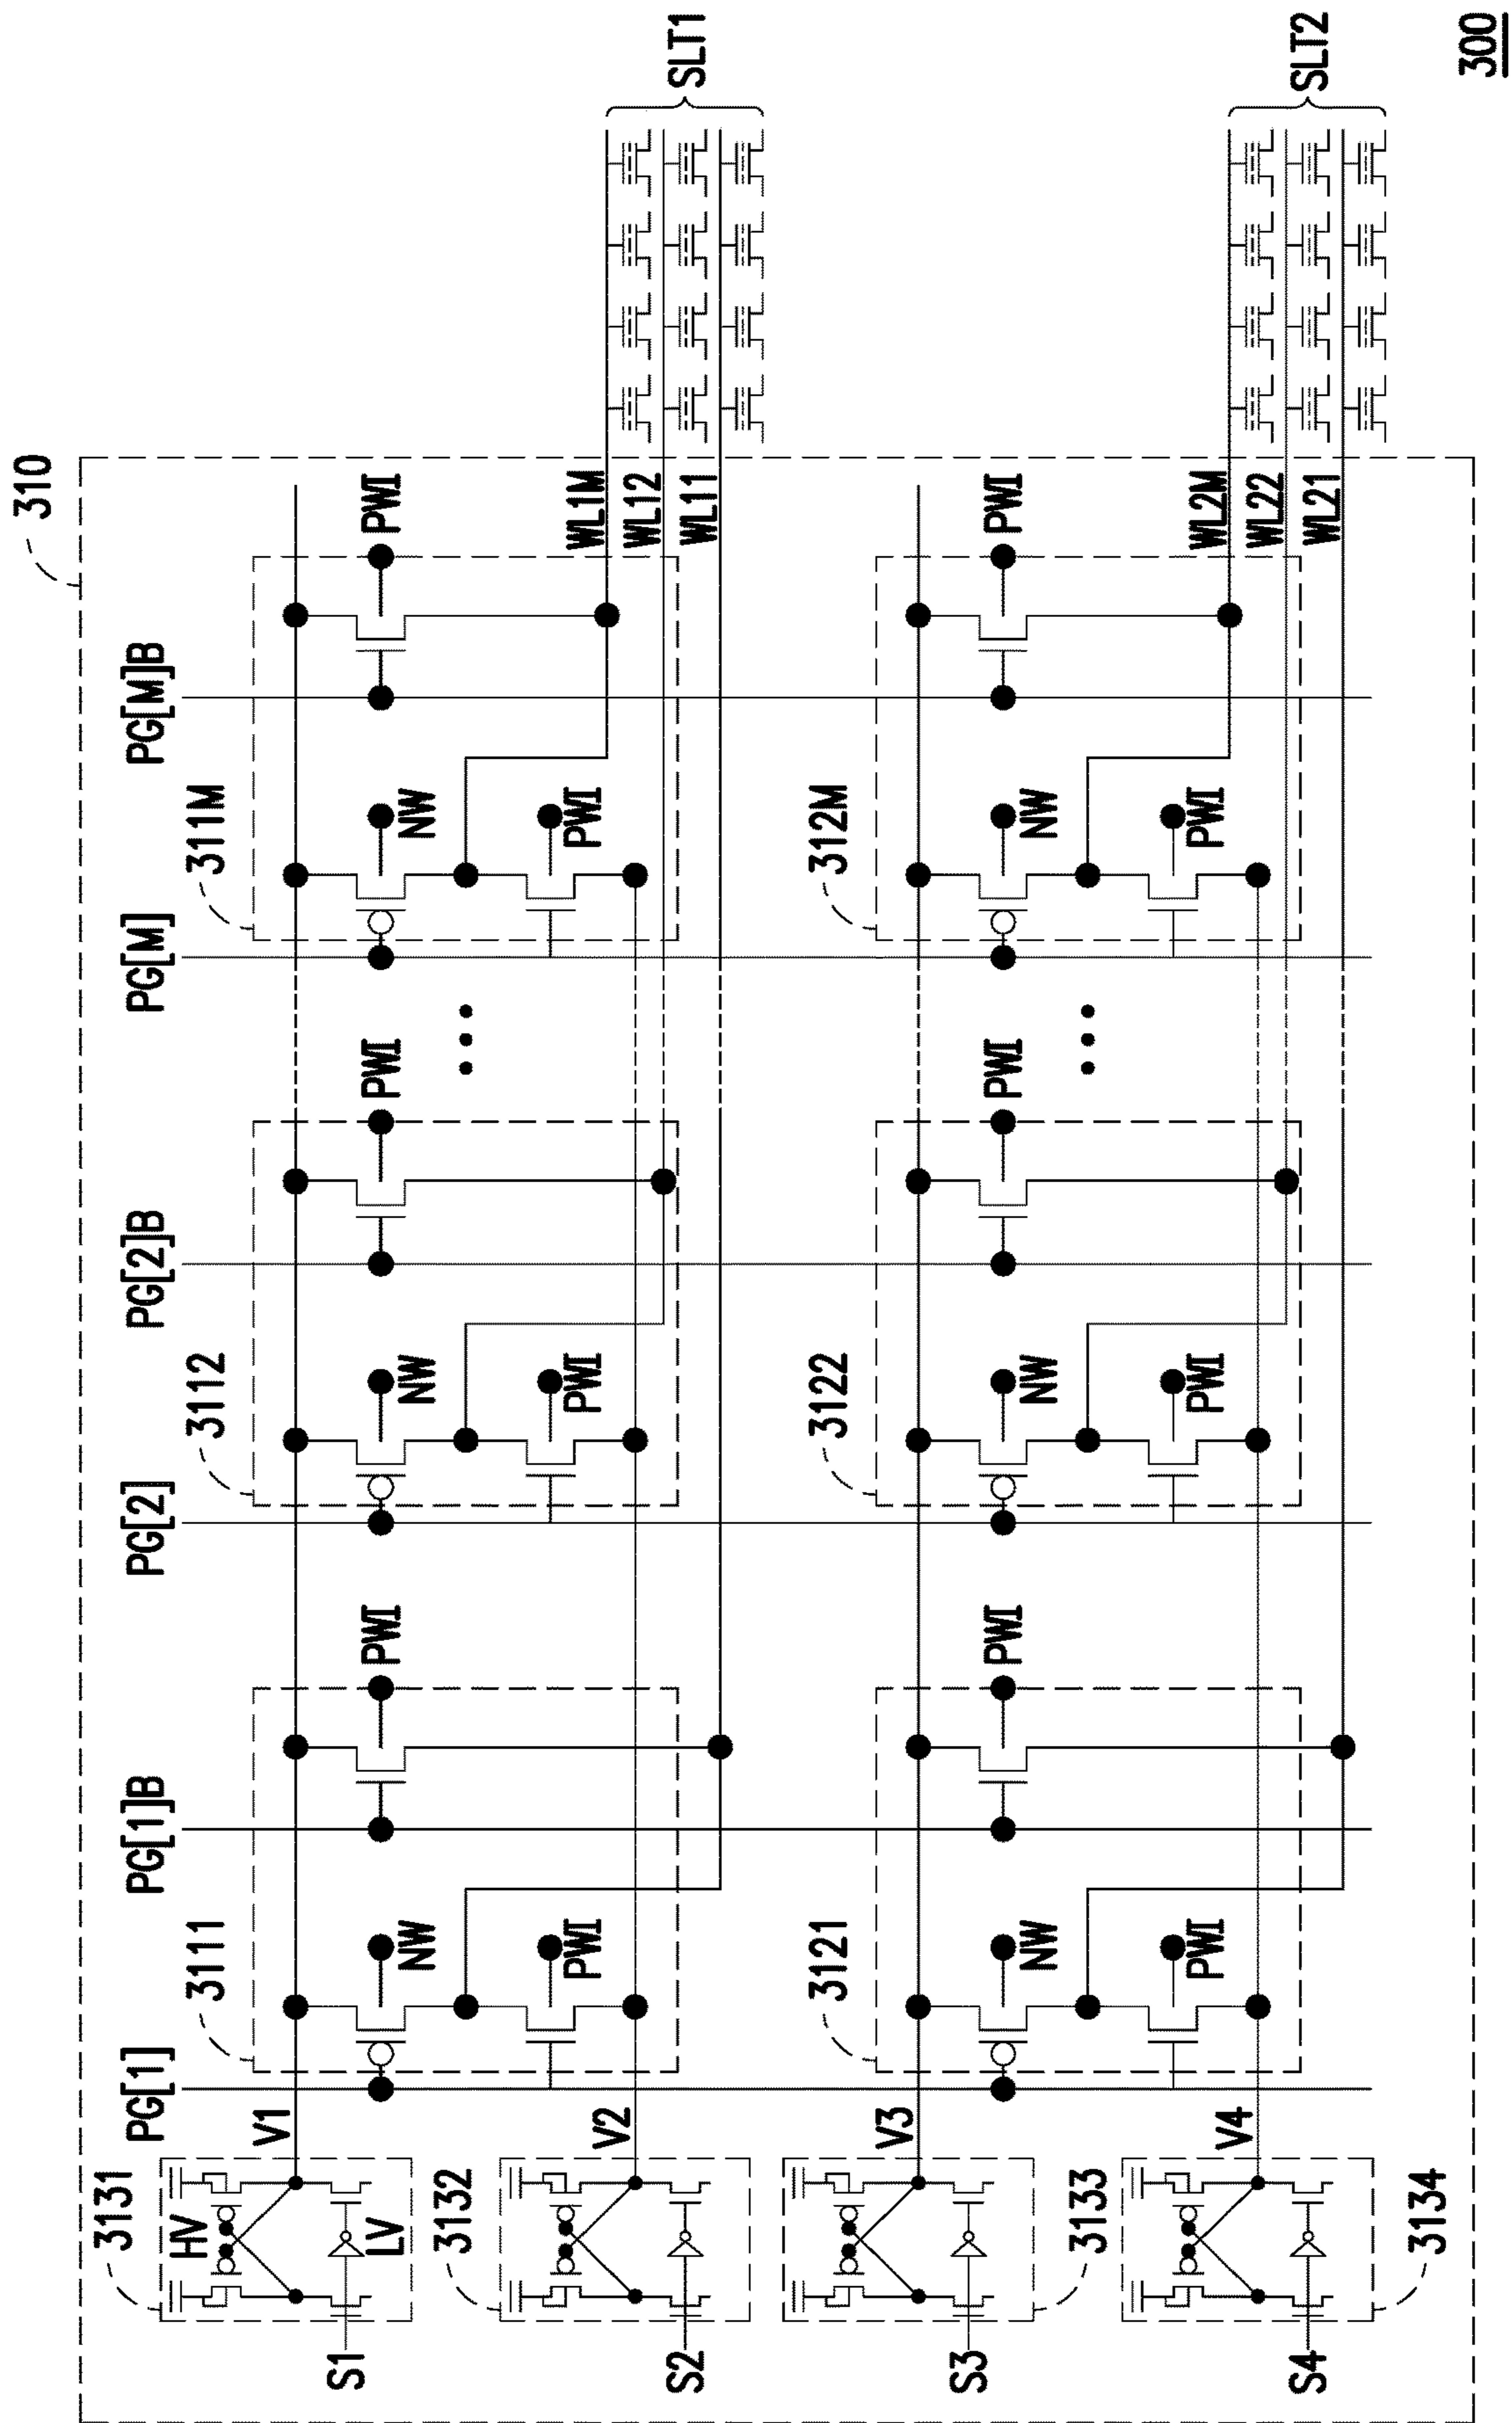 300
310
PG[1]
PG[1]B
PG[2]
PG[2]B
PG[M]
PG[M]B
3131
HV
LV
S1
V1
3111
NW
PWI
PWI
3112
NW
PWI
PWI
3111M
NW
PWI
PWI
WL1M
WL12
WL11
SLT1
3132
S2
V2
3133
S3
V3
3121
NW
PWI
PWI
3122
NW
PWI
PWI
312M
NW
PWI
PWI
WL2M
WL22
WL21
SLT2
3134
S4
V4